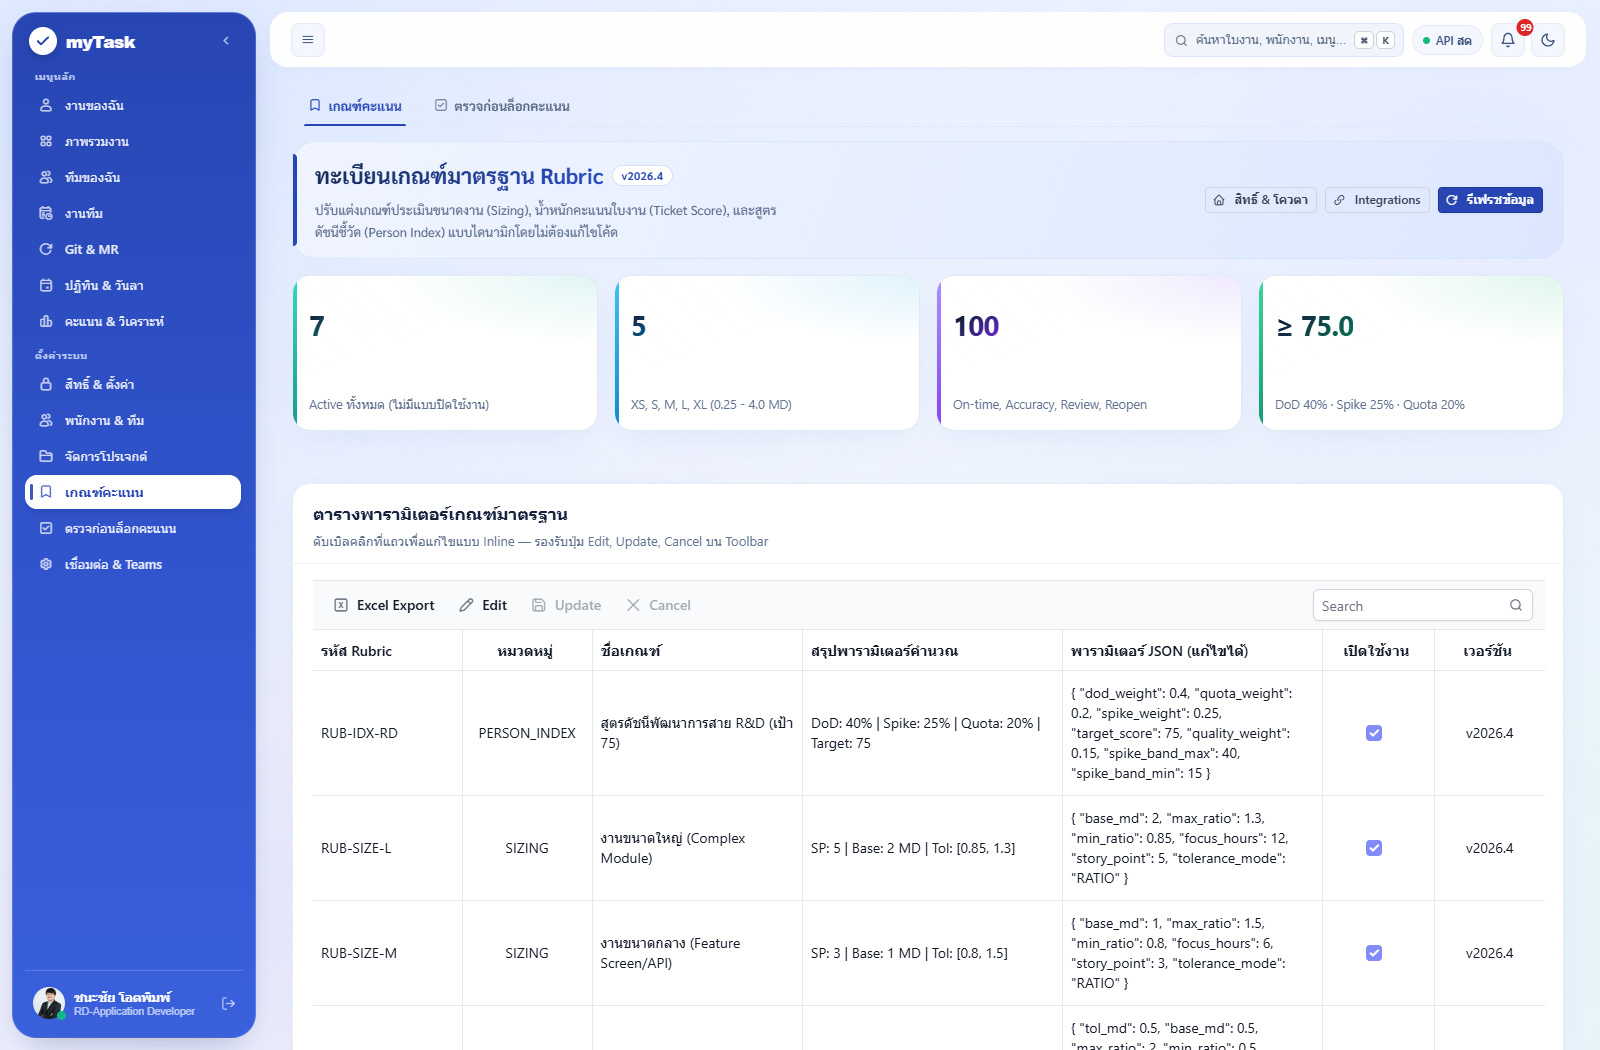 myTask
เมนูหลัก
งานของฉัน
ภาพรวมงาน
ทีมของฉัน
งานทีม
Git & MR
ปฏิทิน & วันลา
คะแนน & วิเคราะห์
ตั้งค่าระบบ
สิทธิ์ & ตั้งค่า
พนักงาน & ทีม
จัดการโปรเจกต์
เกณฑ์คะแนน
ตรวจก่อนล็อกคะแนน
เชื่อมต่อ & Teams
ชนะชัย โอตพิมพ์
RD-Application Developer
ค้นหาใบงาน, พนักงาน, เมนู... ⌘ K
API สด
99
เกณฑ์คะแนน
ตรวจก่อนล็อกคะแนน
ทะเบียนเกณฑ์มาตรฐาน Rubric v2026.4
ปรับแต่งเกณฑ์ประเมินขนาดงาน (Sizing), น้ำหนักคะแนนใบงาน (Ticket Score), และสูตร
ดัชนีชี้วัด (Person Index) แบบไดนามิกโดยไม่ต้องแก้ไขโค้ด
สิทธิ์ & โควตา
Integrations
รีเฟรชข้อมูล
7
Active ทั้งหมด (ไม่มีแบบปิดใช้งาน)
5
XS, S, M, L, XL (0.25 - 4.0 MD)
100
On-time, Accuracy, Review, Reopen
≥ 75.0
DoD 40% · Spike 25% · Quota 20%
ตารางพารามิเตอร์เกณฑ์มาตรฐาน
ดับเบิลคลิกที่แถวเพื่อแก้ไขแบบ Inline — รองรับปุ่ม Edit, Update, Cancel บน Toolbar
Excel Export
Edit
Update
Cancel
Search
รหัส Rubric
หมวดหมู่
ชื่อเกณฑ์
สรุปพารามิเตอร์คำนวณ
พารามิเตอร์ JSON (แก้ไขได้)
เปิดใช้งาน
เวอร์ชัน
RUB-IDX-RD
PERSON_INDEX
สูตรดัชนีพัฒนาการสาย R&D (เป้า
75)
DoD: 40% | Spike: 25% | Quota: 20% |
Target: 75
{ "dod_weight": 0.4, "quota_weight":
0.2, "spike_weight": 0.25,
"target_score": 75, "quality_weight":
0.15, "spike_band_max": 40,
"spike_band_min": 15 }
v2026.4
RUB-SIZE-L
SIZING
งานขนาดใหญ่ (Complex
Module)
SP: 5 | Base: 2 MD | Tol: [0.85, 1.3]
{ "base_md": 2, "max_ratio": 1.3,
"min_ratio": 0.85, "focus_hours": 12,
"story_point": 5, "tolerance_mode":
"RATIO" }
v2026.4
RUB-SIZE-M
SIZING
งานขนาดกลาง (Feature
Screen/API)
SP: 3 | Base: 1 MD | Tol: [0.8, 1.5]
{ "base_md": 1, "max_ratio": 1.5,
"min_ratio": 0.8, "focus_hours": 6,
"story_point": 3, "tolerance_mode":
"RATIO" }
v2026.4
{ "tol_md": 0.5, "base_md": 0.5,
"max_ratio": 2, "min_ratio": 0.5